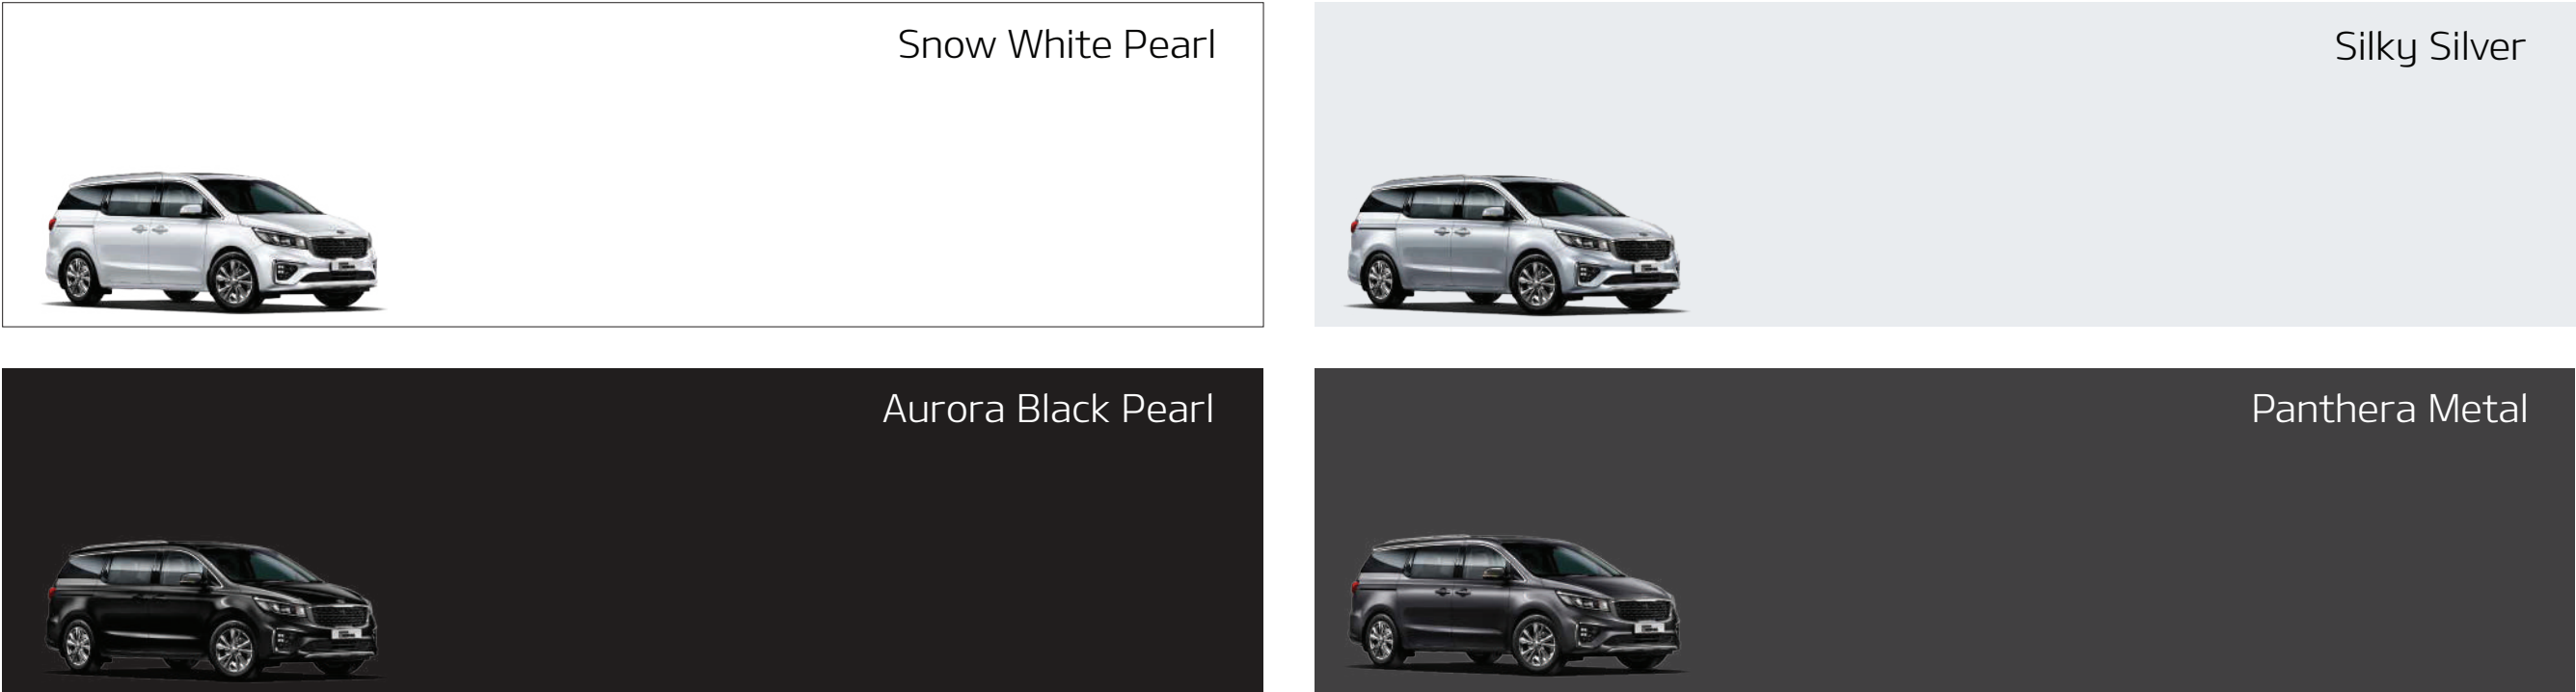 Snow White Pearl
Silky Silver
Aurora Black Pearl
Panthera Metal